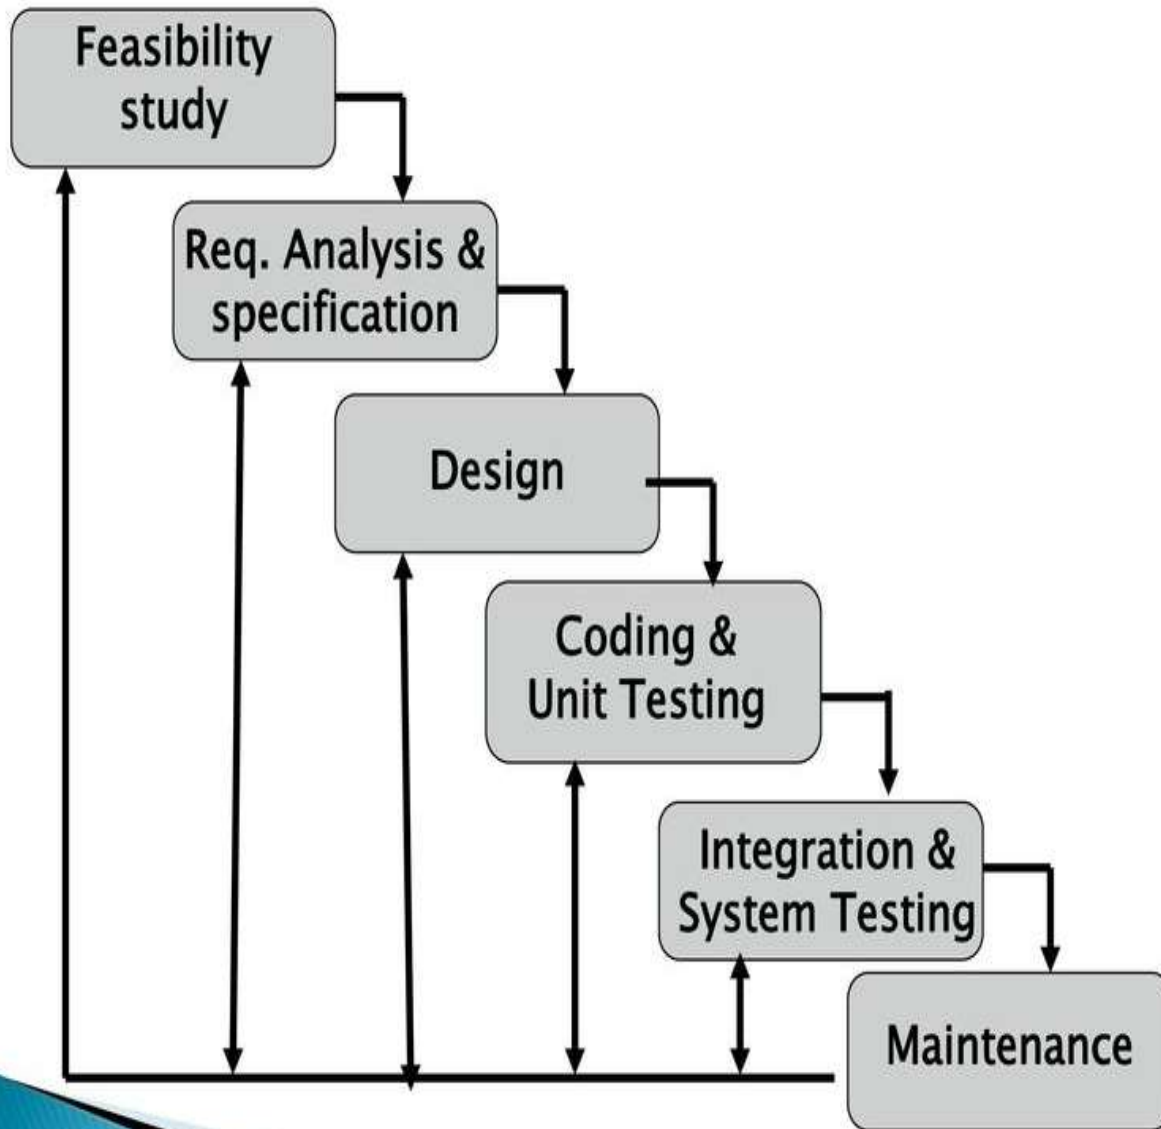 Feasibility
study
Req. Analysis &
specification
Design
Coding &
Unit Testing
Integration &
System Testing
Maintenance